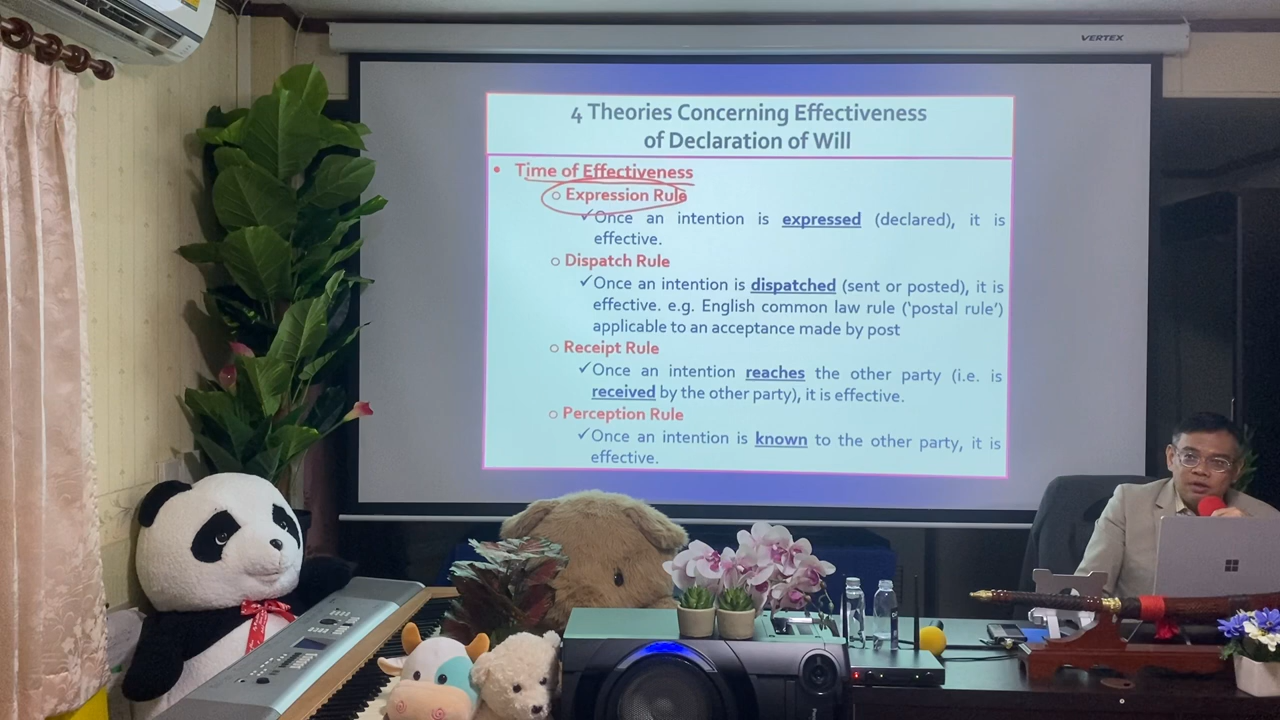 VERTEX
4 Theories Concerning Effectiveness
of Declaration of Will
• Time of Effectiveness
o Expression Rule
✓Once an intention is expressed (declared), it is
effective.
o Dispatch Rule
✓Once an intention is dispatched (sent or posted), it is
effective. e.g. English common law rule (‘postal rule’)
applicable to an acceptance made by post
o Receipt Rule
✓Once an intention reaches the other party (i.e. is
received by the other party), it is effective.
o Perception Rule
✓Once an intention is known to the other party, it is
effective.